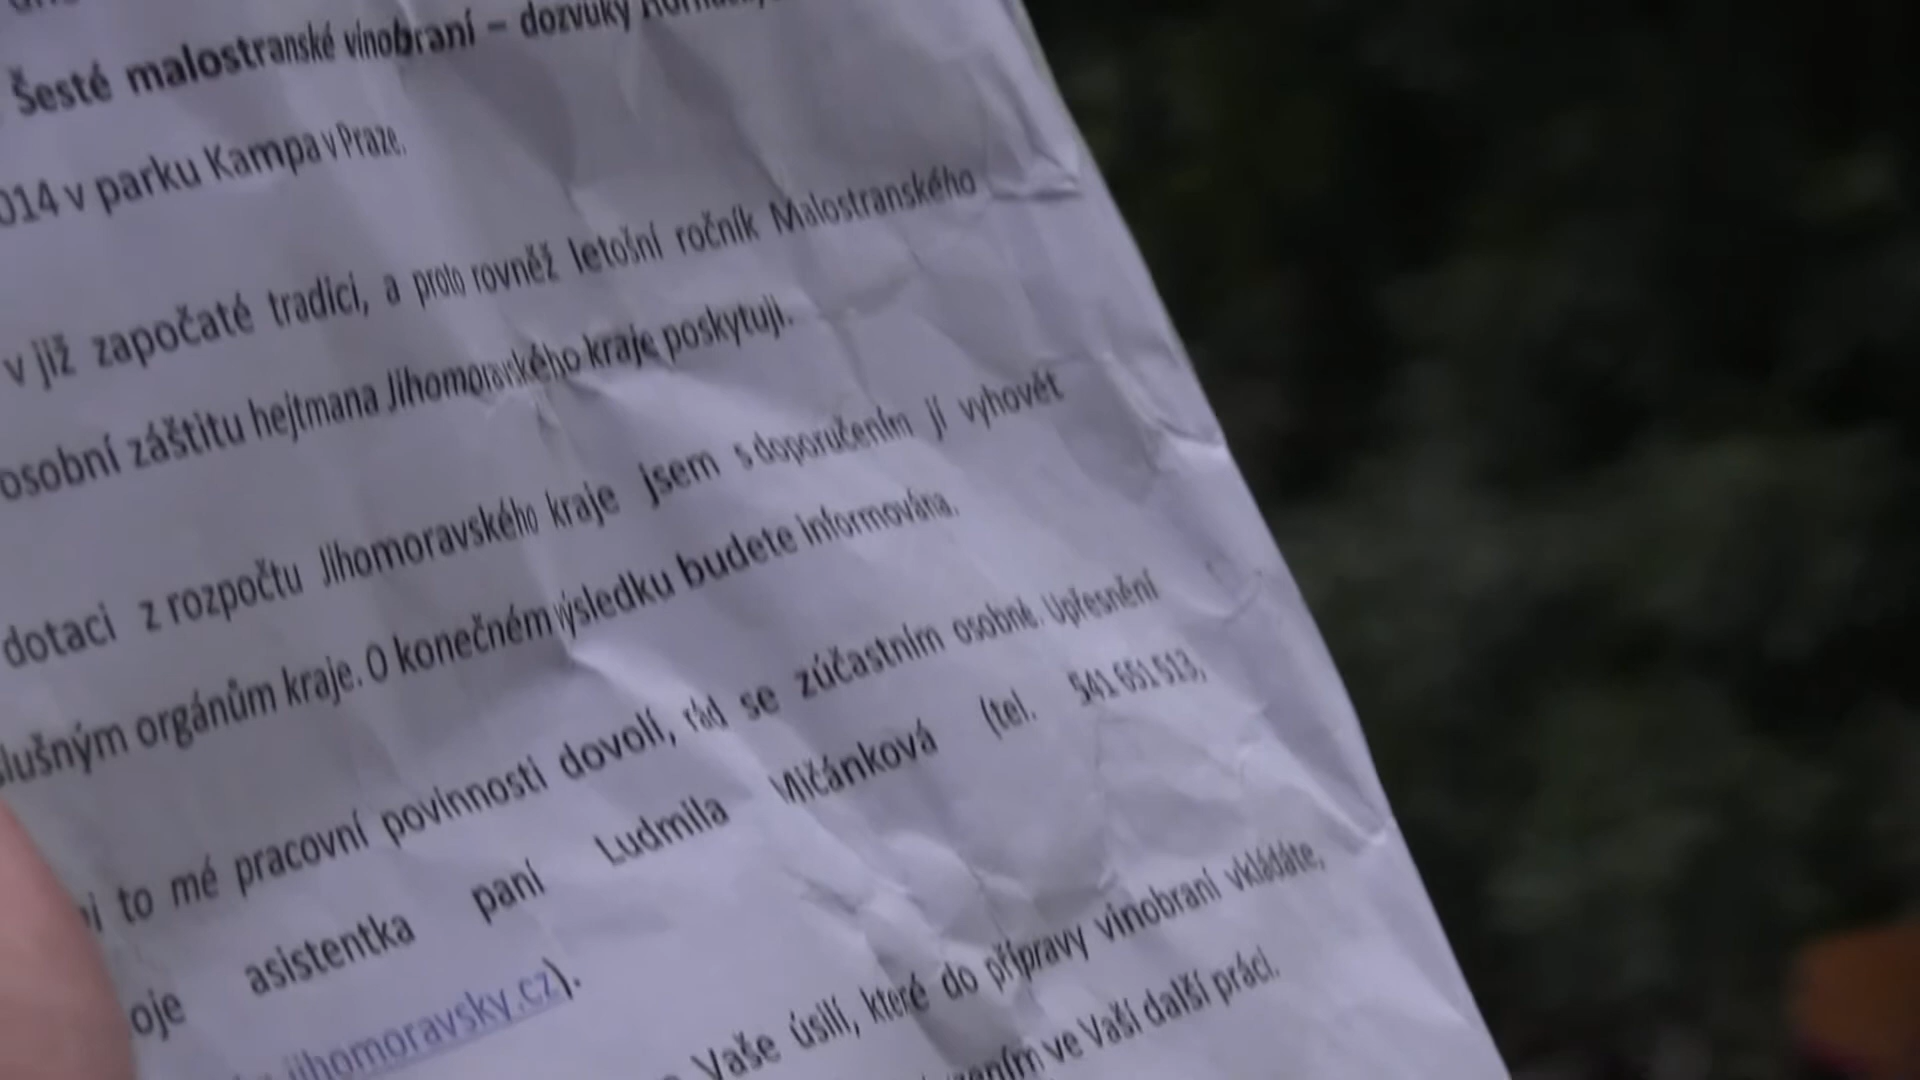 Šesté malostranské vinobraní – dozvuky
014 v parku Kampa v Praze.
v již započaté tradici, a proto rovněž letošní ročník Malostranského
osobní záštitu hejtmana Jihomoravského kraje poskytuji.
dotaci z rozpočtu Jihomoravského kraje jsem s doporučením jí vyhovět
slušným orgánům kraje. O konečném výsledku budete informována.
to mé pracovní povinnosti dovolí, rád se zúčastním osobně. Upřesnění
oje asistentka paní Ludmila Mičánková (tel. 541 651 513,
jihomoravsky.cz).
Vaše úsilí, které do přípravy vinobraní vkládáte,
ve Vaší další práci.